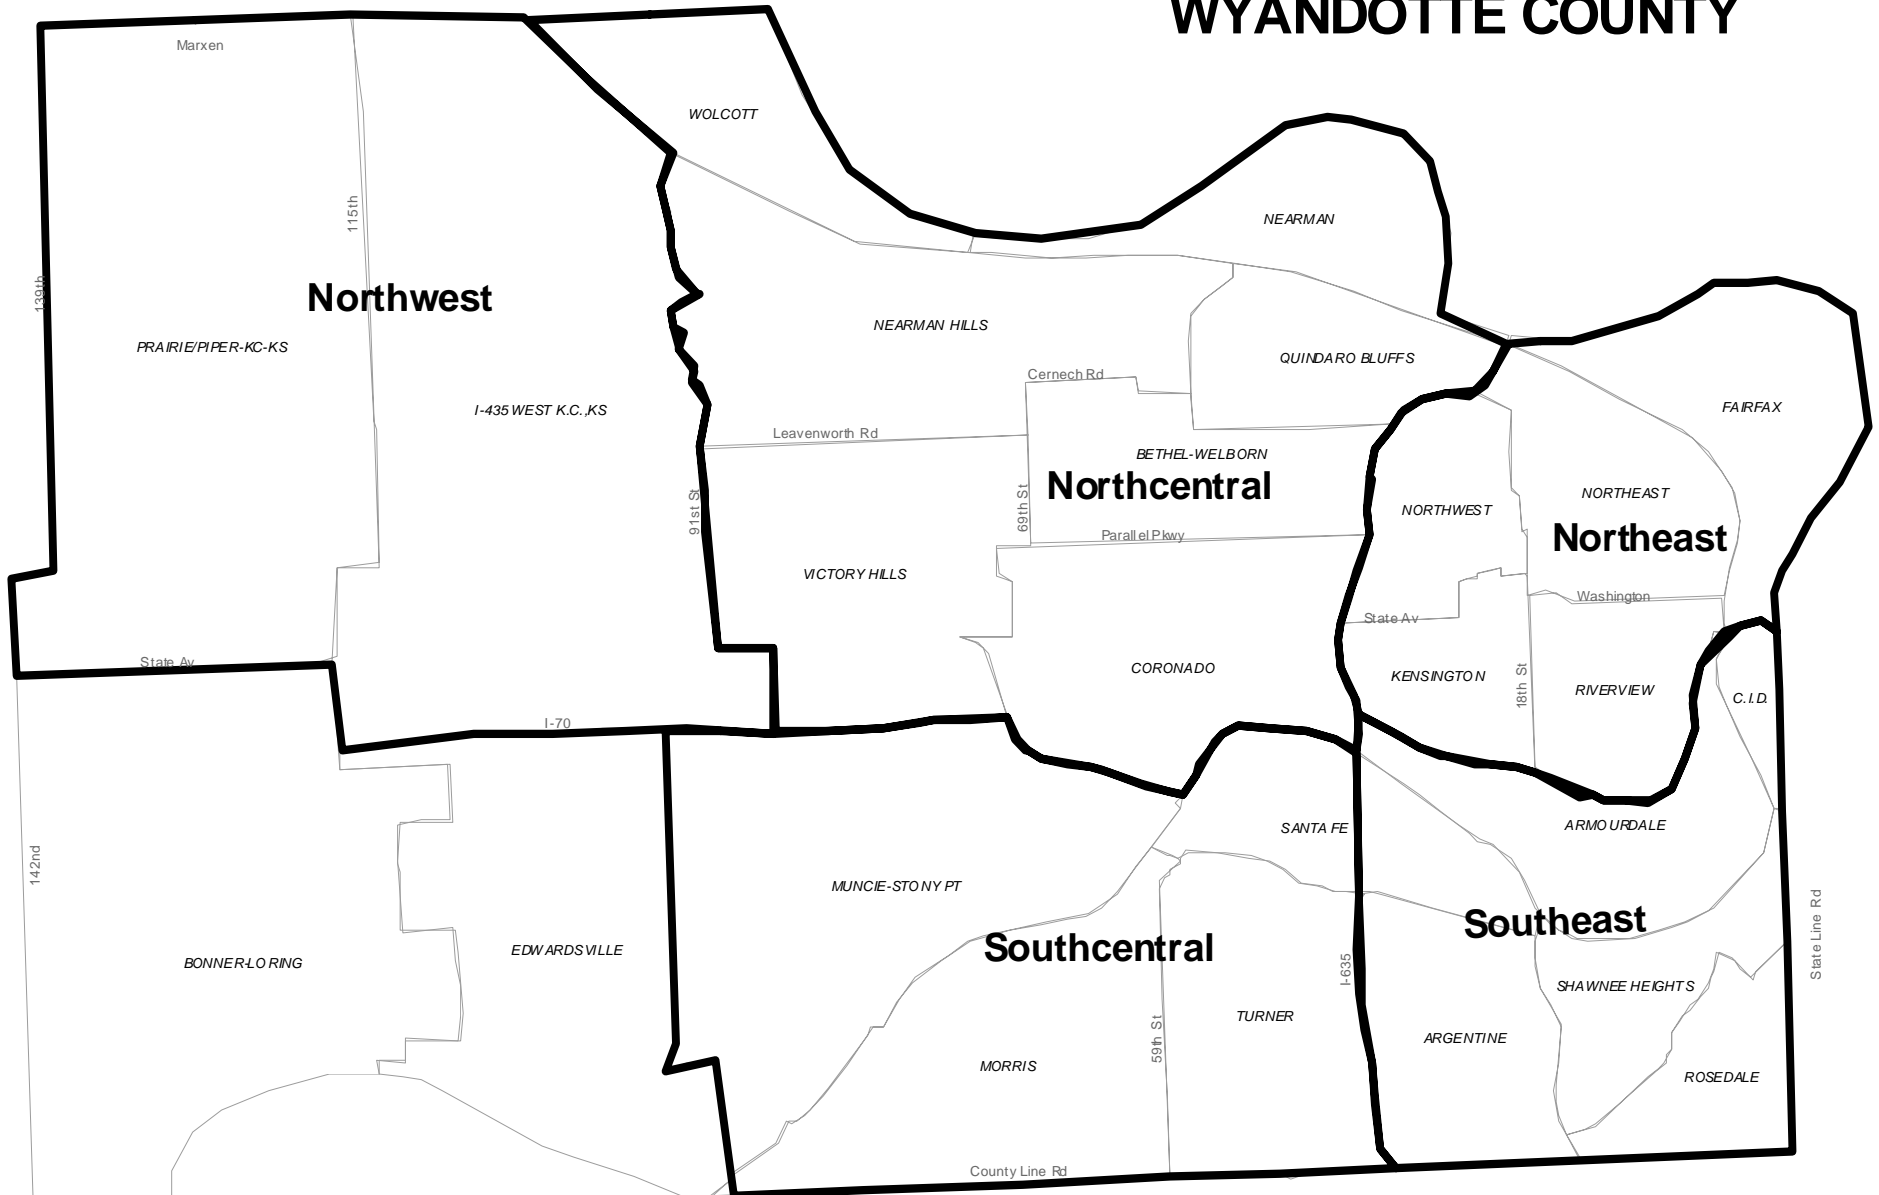 WYANDOTTE COUNTY
Marxen
WOLCOTT
115th
NEARMAN
139th
Northwest
NEARMAN HILLS
PRAIRIE/PIPER-KC-KS
QUINDARO BLUFFS
Cernech Rd
I-435 WEST K.C.,KS
FAIRFAX
Leavenworth Rd
BETHEL-WELBORN
Northcentral
NORTHEAST
91st St
69th St
NORTHWEST
Parallel Pkwy
Northeast
VICTORY HILLS
Washington
State Av
State Av
CORONADO
KENSINGTON
18th St
RIVERVIEW
C.I.D.
I-70
SANTA FE
ARMOURDALE
142nd
MUNCIE-STONY PT
Southeast
State Line Rd
EDWARDSVILLE
Southcentral
BONNER-LORING
I-635
SHAWNEE HEIGHTS
TURNER
59th St
ARGENTINE
MORRIS
ROSEDALE
County Line Rd